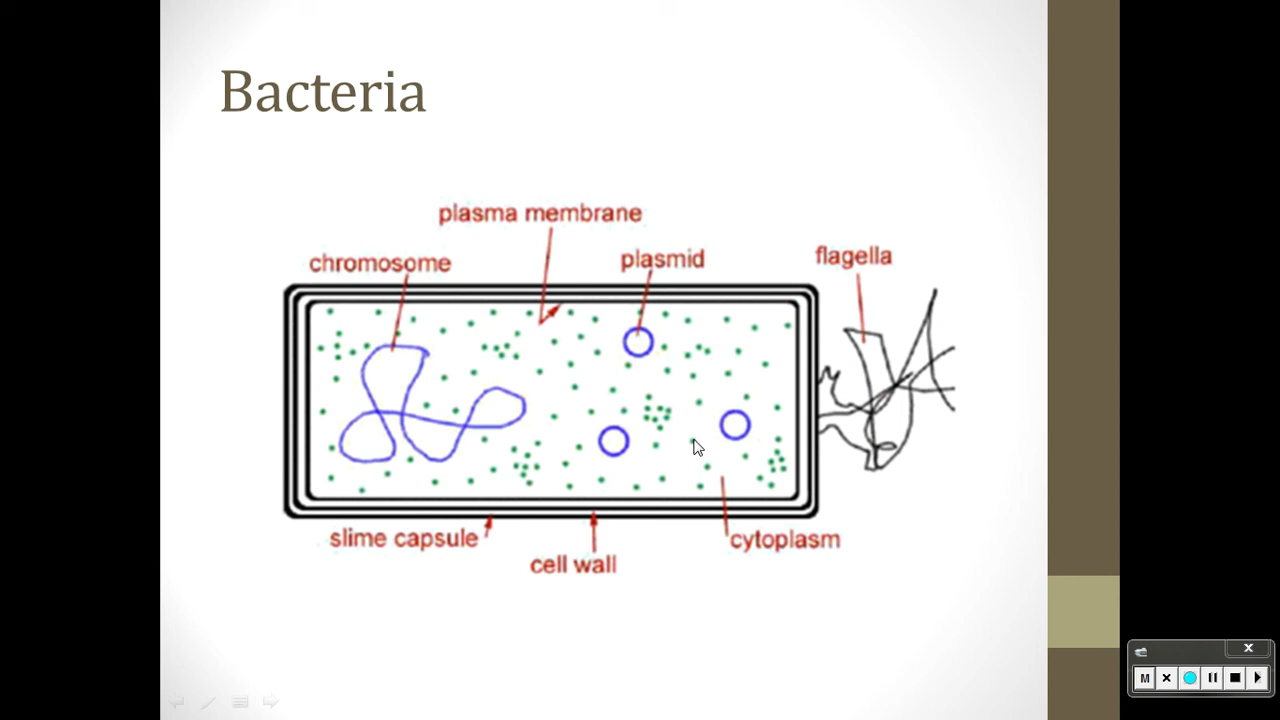 Bacteria
plasma membrane
chromosome
plasmid
flagella
slime capsule
cell wall
cytoplasm
M